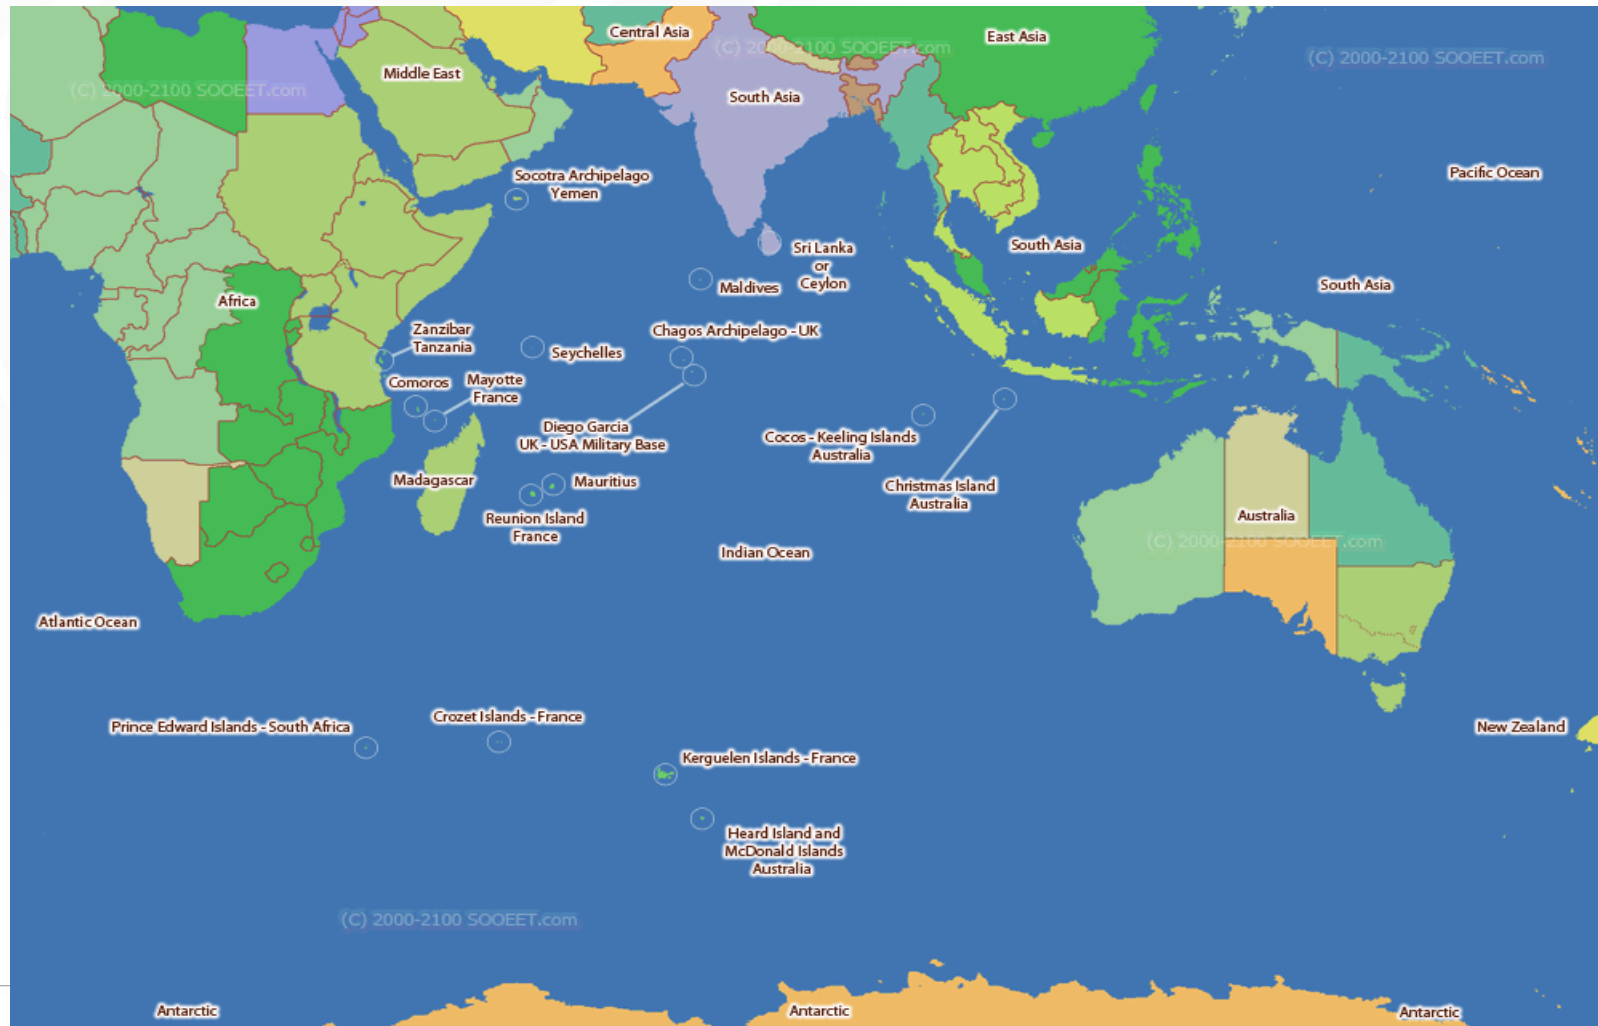 Central Asia
East Asia
(C) 2000-2100 SOOEET.com
(C) 2000-2100 SOOEET.com
Middle East
(C) 2000-2100 SOOEET.com
South Asia
Pacific Ocean
Socotra Archipelago
Yemen
Sri Lanka
or
Ceylon
South Asia
Maldives
South Asia
Africa
Zanzibar
Tanzania
Chagos Archipelago - UK
Seychelles
Comoros
Mayotte
France
Diego Garcia
UK - USA Military Base
Cocos - Keeling Islands
Australia
Madagascar
Mauritius
Christmas Island
Australia
Reunion Island
France
Australia
(C) 2000-2100 SOOEET.com
Indian Ocean
Atlantic Ocean
Prince Edward Islands - South Africa
Crozet Islands - France
New Zealand
Kerguelen Islands - France
Heard Island and
McDonald Islands
Australia
(C) 2000-2100 SOOEET.com
Antarctic
Antarctic
Antarctic